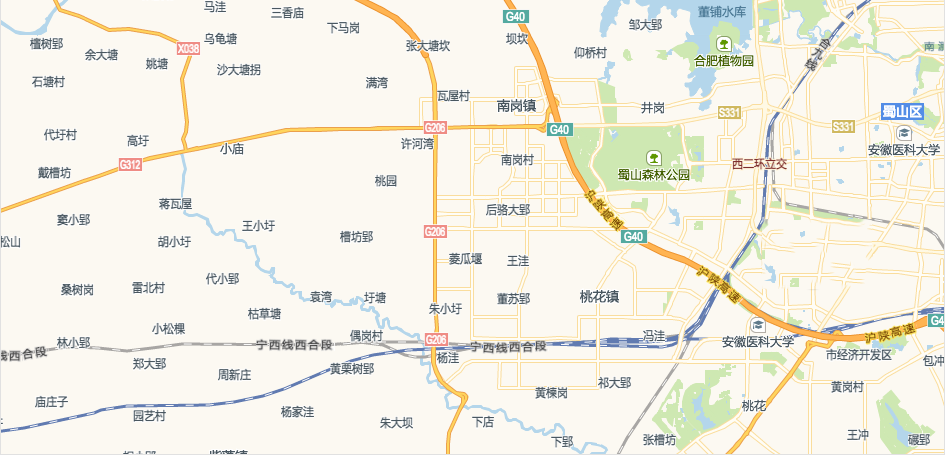 马洼
三香庙
G40
董铺水库
邹大郢
下马岗
檀树郢
乌龟塘
X038
张大塘坎
坝坎
仰桥村
余大塘
姚塘
沙大塘拐
合肥植物园
石塘村
满湾
瓦屋村
南岗镇
井岗
S331
蜀山区
代圩村
高圩
小庙
G206
G40
S331
许河湾
安徽医科大学
戴槽坊
G312
南岗村
西二环立交
桃园
蜀山森林公园
沪陕高速
蒋瓦屋
窦小郢
后骆大郢
王小圩
G206
G40
松山
胡小圩
槽坊郢
菱瓜堰
王洼
代小郢
沪陕高速
桑树岗
雷北村
袁湾
圩塘
董苏郢
桃花镇
枯草塘
朱小圩
小松棵
偶岗村
G206
冯洼
安徽医科大学
沪陕高速
林小郢
宁西线西合段
宁西线西合段
线西合段
杨洼
市经济开发区
郑大郢
周新庄
黄栗树郢
包冲
祁大郢
黄楝岗
黄岗村
庙庄子
园艺村
杨家洼
朱大坝
下店
桃花
下郢
张槽坊
王冲
碾郢